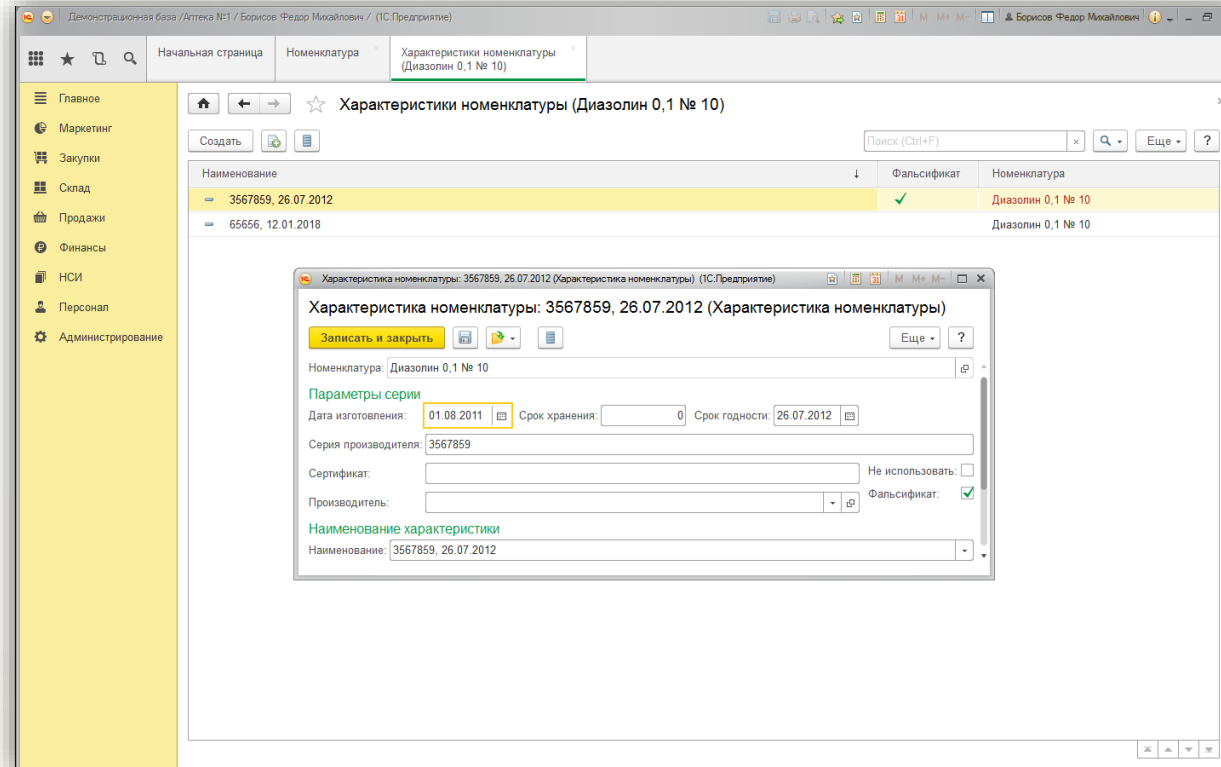 Демонстрационная база /Аптека №1 / Борисов Федор Михайлович / (1С:Предприятие)
M M+ M-
Борисов Федор Михайлович
Начальная страница
Номенклатура
Характеристики номенклатуры
(Диазолин 0,1 № 10)
Главное
Маркетинг
Закупки
Склад
Продажи
Финансы
НСИ
Персонал
Администрирование
Характеристики номенклатуры (Диазолин 0,1 № 10)
Создать
Поиск (Ctrl+F)
×
Еще
?
Наименование ↓ Фальсификат Номенклатура
3567859, 26.07.2012 Диазолин 0,1 № 10
65656, 12.01.2018 Диазолин 0,1 № 10
Характеристика номенклатуры: 3567859, 26.07.2012 (Характеристика номенклатуры) (1С:Предприятие)
M M+ M-
Характеристика номенклатуры: 3567859, 26.07.2012 (Характеристика номенклатуры)
Записать и закрыть
Еще
?
Номенклатура: Диазолин 0,1 № 10
Параметры серии
Дата изготовления: 01.08.2011 Срок хранения: 0 Срок годности: 26.07.2012
Серия производителя: 3567859
Сертификат:
Не использовать:
Производитель:
Фальсификат:
Наименование характеристики
Наименование: 3567859, 26.07.2012